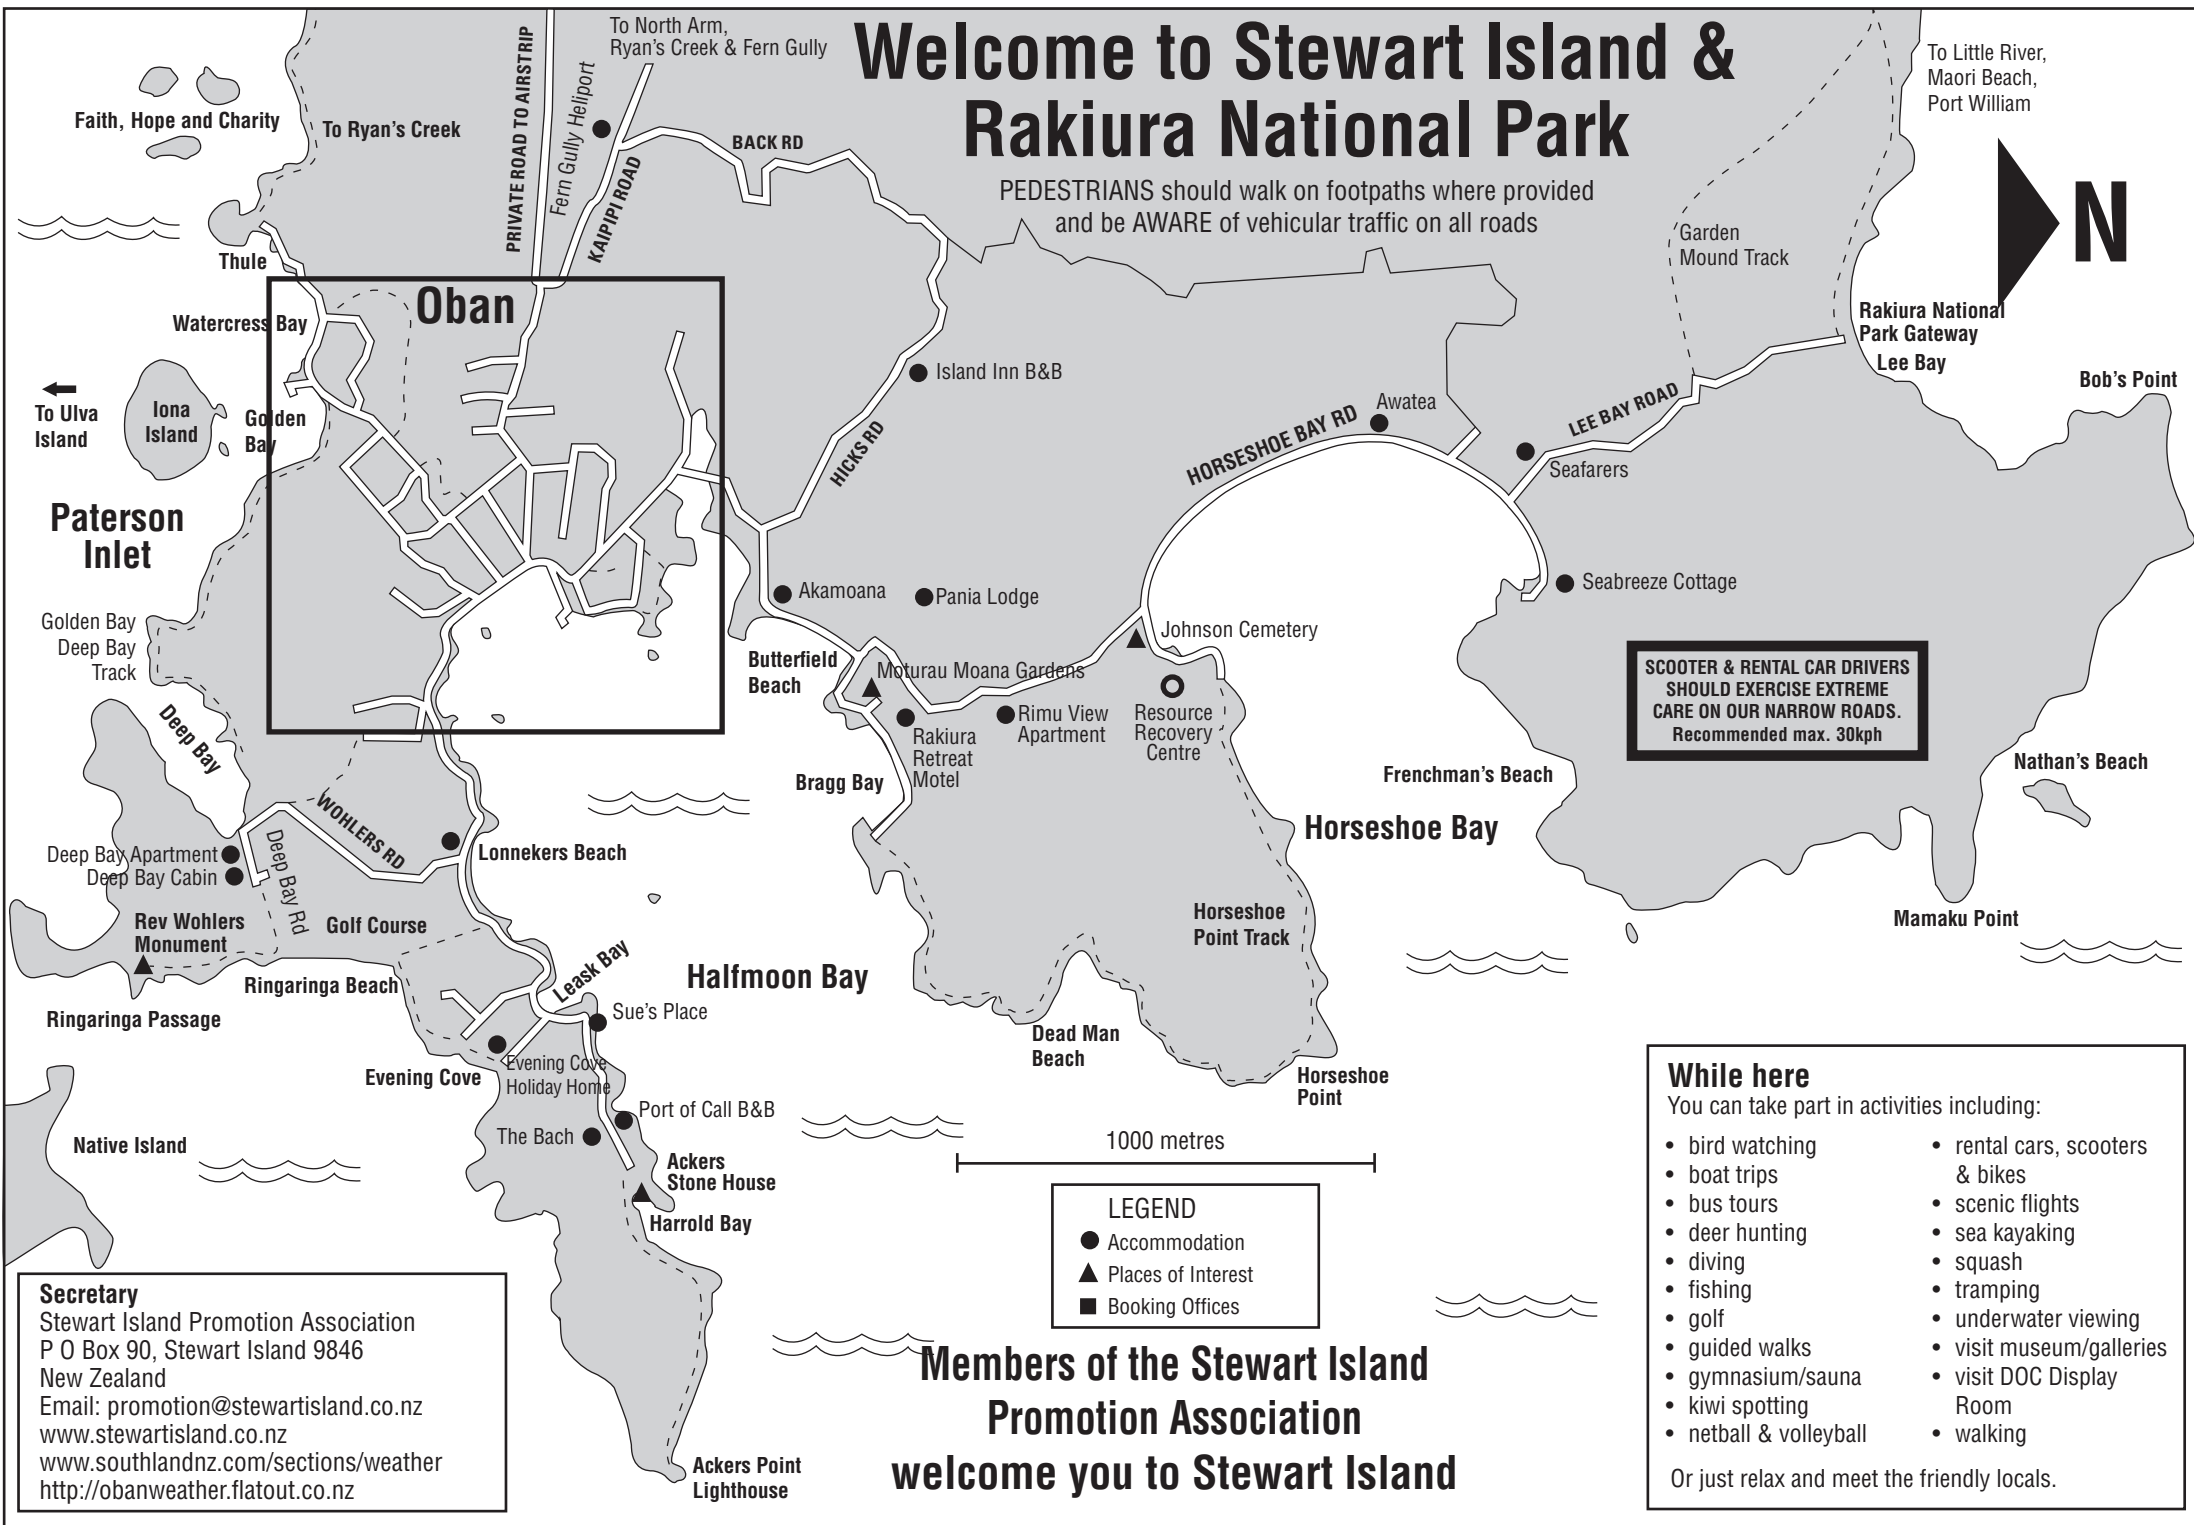 Welcome to Stewart Island &
Rakiura National Park
PEDESTRIANS should walk on footpaths where provided
and be AWARE of vehicular traffic on all roads
To North Arm,
Ryan's Creek & Fern Gully
To Little River,
Maori Beach,
Port William
Faith, Hope and Charity
To Ryan's Creek
PRIVATE ROAD TO AIRSTRIP
Fern Gully Heliport
KAIPIPI ROAD
BACK RD
N
Garden
Mound Track
Thule
Oban
Watercress Bay
Rakiura National
Park Gateway
Lee Bay
Bob's Point
To Ulva
Island
Iona
Island
Golden
Bay
Island Inn B&B
HICKS RD
HORSESHOE BAY RD
Awatea
LEE BAY ROAD
Seafarers
Paterson
Inlet
Akamoana
Pania Lodge
Seabreeze Cottage
Golden Bay
Deep Bay
Track
Johnson Cemetery
Butterfield
Beach
Moturau Moana Gardens
SCOOTER & RENTAL CAR DRIVERS
SHOULD EXERCISE EXTREME
CARE ON OUR NARROW ROADS.
Recommended max. 30kph
Deep Bay
Rakiura
Retreat
Motel
Rimu View
Apartment
Resource
Recovery
Centre
Bragg Bay
Frenchman's Beach
Nathan's Beach
WOHLERS RD
Horseshoe Bay
Lonnekers Beach
Deep Bay Apartment
Deep Bay Cabin
Deep Bay Rd
Rev Wohlers
Monument
Golf Course
Horseshoe
Point Track
Mamaku Point
Leask Bay
Halfmoon Bay
Ringaringa Beach
Ringaringa Passage
Sue's Place
Dead Man
Beach
Evening Cove
Evening Cove
Holiday Home
Horseshoe
Point
Port of Call B&B
The Bach
Native Island
Ackers
Stone House
Harrold Bay
1000 metres
LEGEND
Accommodation
Places of Interest
Booking Offices
While here
You can take part in activities including:
• bird watching
• boat trips
• bus tours
• deer hunting
• diving
• fishing
• golf
• guided walks
• gymnasium/sauna
• kiwi spotting
• netball & volleyball
• rental cars, scooters
& bikes
• scenic flights
• sea kayaking
• squash
• tramping
• underwater viewing
• visit museum/galleries
• visit DOC Display
Room
• walking
Or just relax and meet the friendly locals.
Secretary
Stewart Island Promotion Association
P O Box 90, Stewart Island 9846
New Zealand
Email: promotion@stewartisland.co.nz
www.stewartisland.co.nz
www.southlandnz.com/sections/weather
http://obanweather.flatout.co.nz
Ackers Point
Lighthouse
Members of the Stewart Island
Promotion Association
welcome you to Stewart Island